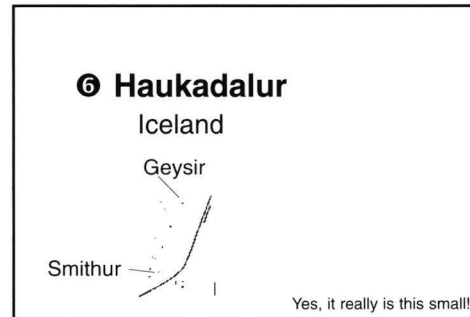 ❻ Haukadalur
Iceland
Geysir
Smithur
Yes, it really is this small!